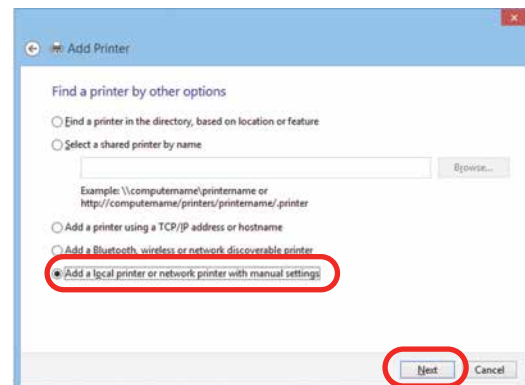 Add Printer
Find a printer by other options
Find a printer in the directory, based on location or feature
Select a shared printer by name
Browse...
Example: \\computername\printername or
http://computername/printers/printername/.printer
Add a printer using a TCP/IP address or hostname
Add a Bluetooth, wireless or network discoverable printer
Add a local printer or network printer with manual settings
Next Cancel